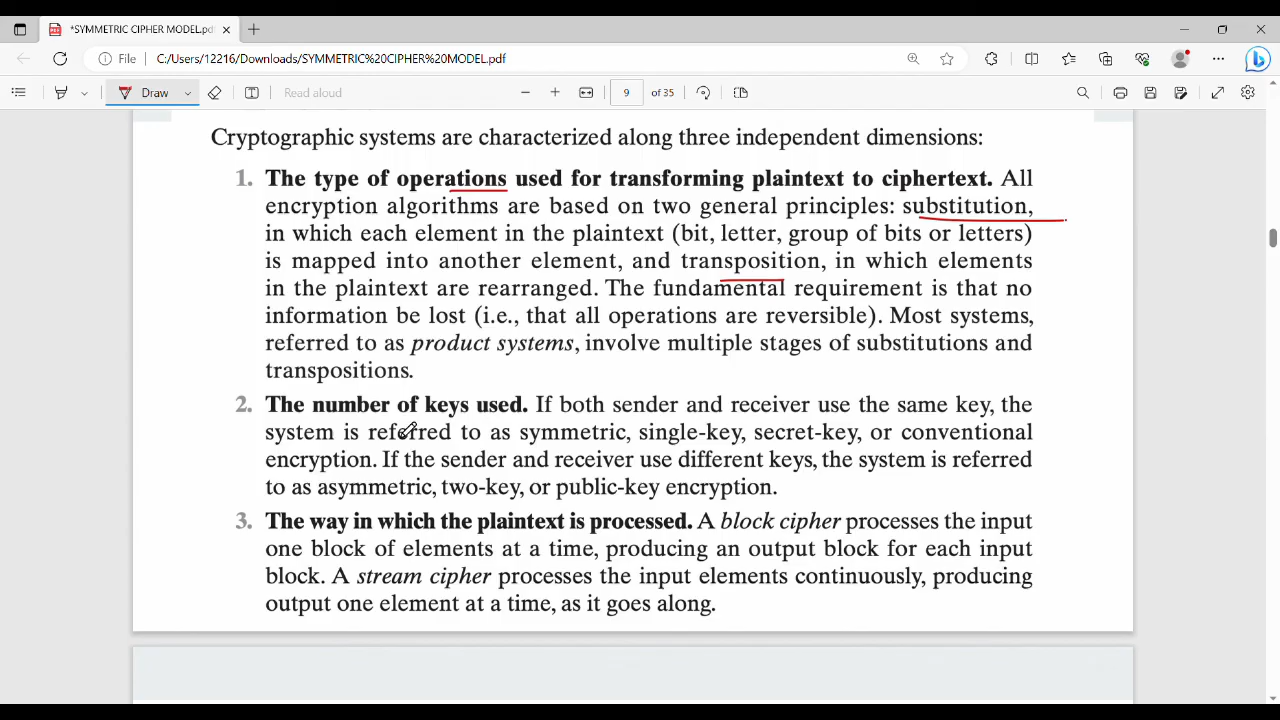 *SYMMETRIC CIPHER MODEL.pdf
File C:/Users/12216/Downloads/SYMMETRIC%20CIPHER%20MODEL.pdf
Draw Read aloud 9 of 35
Cryptographic systems are characterized along three independent dimensions:
1. The type of operations used for transforming plaintext to ciphertext. All
encryption algorithms are based on two general principles: substitution,
in which each element in the plaintext (bit, letter, group of bits or letters)
is mapped into another element, and transposition, in which elements
in the plaintext are rearranged. The fundamental requirement is that no
information be lost (i.e., that all operations are reversible). Most systems,
referred to as product systems, involve multiple stages of substitutions and
transpositions.
2. The number of keys used. If both sender and receiver use the same key, the
system is referred to as symmetric, single-key, secret-key, or conventional
encryption. If the sender and receiver use different keys, the system is referred
to as asymmetric, two-key, or public-key encryption.
3. The way in which the plaintext is processed. A block cipher processes the input
one block of elements at a time, producing an output block for each input
block. A stream cipher processes the input elements continuously, producing
output one element at a time, as it goes along.